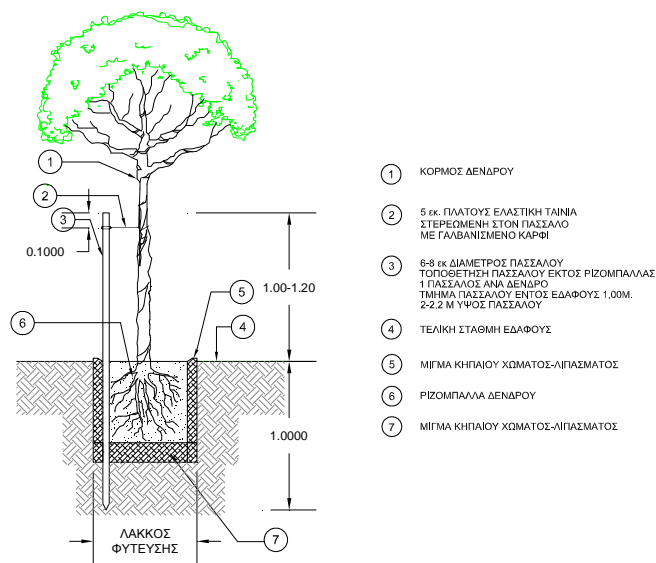 1
2
3
0.1000
1.00-1.20
5
4
6
1.0000
ΛΑΚΚΟΣ
ΦΥΤΕΥΣΗΣ
7
1 ΚΟΡΜΟΣ ΔΕΝΔΡΟΥ
2 5 εκ. ΠΛΑΤΟΥΣ ΕΛΑΣΤΙΚΗ ΤΑΙΝΙΑ
ΣΤΕΡΕΩΜΕΝΗ ΣΤΟΝ ΠΑΣΣΑΛΟ
ΜΕ ΓΑΛΒΑΝΙΣΜΕΝΟ ΚΑΡΦΙ
3 6-8 εκ ΔΙΑΜΕΤΡΟΣ ΠΑΣΣΑΛΟΥ
ΤΟΠΟΘΕΤΗΣΗ ΠΑΣΣΑΛΟΥ ΕΚΤΟΣ ΡΙΖΟΜΠΑΛΛΑΣ
1 ΠΑΣΣΑΛΟΣ ΑΝΑ ΔΕΝΔΡΟ
ΤΜΗΜΑ ΠΑΣΣΑΛΟΥ ΕΝΤΟΣ ΕΔΑΦΟΥΣ 1,00Μ.
2-2,2 Μ ΥΨΟΣ ΠΑΣΣΑΛΟΥ
4 ΤΕΛΙΚΗ ΣΤΑΘΜΗ ΕΔΑΦΟΥΣ
5 ΜΙΓΜΑ ΚΗΠΑΙΟΥ ΧΩΜΑΤΟΣ-ΛΙΠΑΣΜΑΤΟΣ
6 ΡΙΖΟΜΠΑΛΛΑ ΔΕΝΔΡΟΥ
7 ΜΙΓΜΑ ΚΗΠΑΙΟΥ ΧΩΜΑΤΟΣ-ΛΙΠΑΣΜΑΤΟΣ